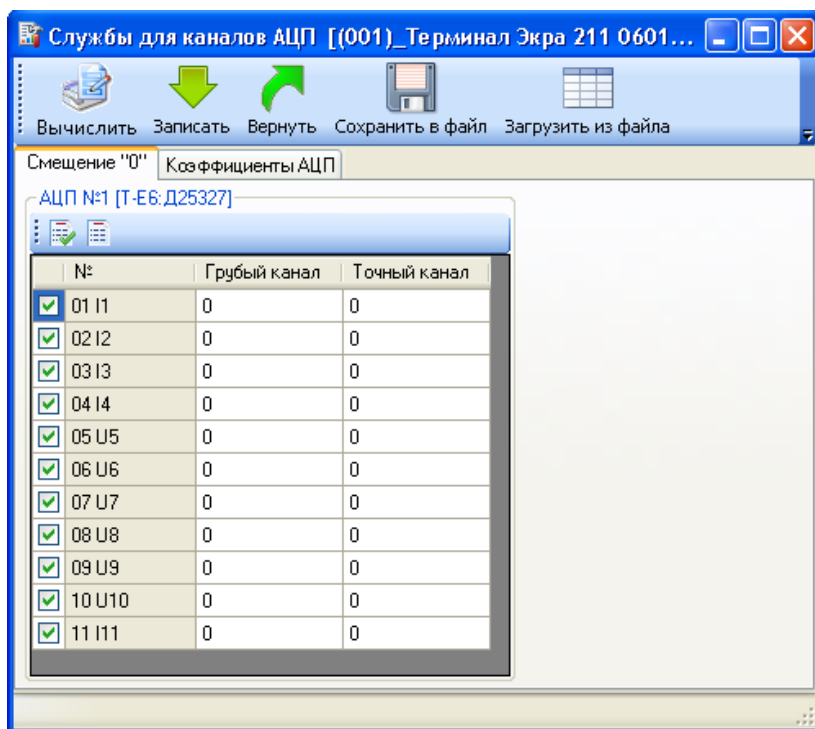 Службы для каналов АЦП [(001)_Терминал Экра 211 0601...
Вычислить Записать Вернуть Сохранить в файл Загрузить из файла
Смещение "0" Коэффициенты АЦП
АЦП №1 [Т-Е6:Д25327]
№ Грубый канал Точный канал
01 I1 0 0
02 I2 0 0
03 I3 0 0
04 I4 0 0
05 U5 0 0
06 U6 0 0
07 U7 0 0
08 U8 0 0
09 U9 0 0
10 U10 0 0
11 I11 0 0